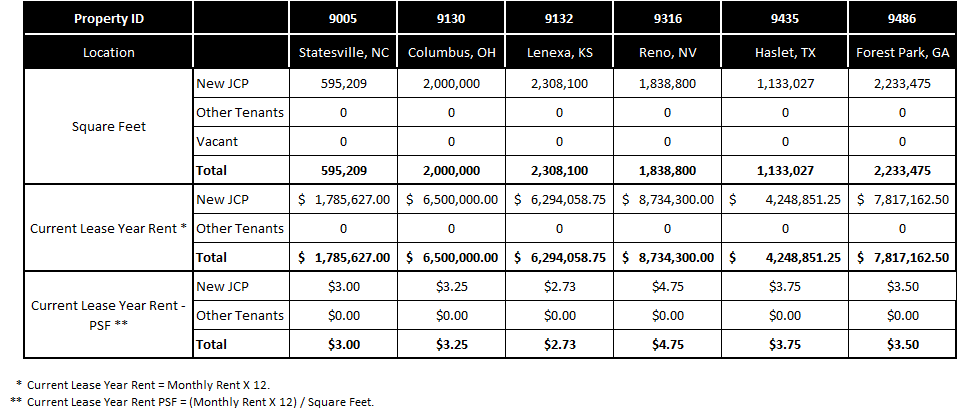 Property ID 9005 9130 9132 9316 9435 9486
Location Statesville, NC Columbus, OH Lenexa, KS Reno, NV Haslet, TX Forest Park, GA
Square Feet
New JCP 595,209 2,000,000 2,308,100 1,838,800 1,133,027 2,233,475
Other Tenants 0 0 0 0 0 0
Vacant 0 0 0 0 0 0
Total 595,209 2,000,000 2,308,100 1,838,800 1,133,027 2,233,475
Current Lease Year Rent *
New JCP $ 1,785,627.00 $ 6,500,000.00 $ 6,294,058.75 $ 8,734,300.00 $ 4,248,851.25 $ 7,817,162.50
Other Tenants 0 0 0 0 0 0
Total $ 1,785,627.00 $ 6,500,000.00 $ 6,294,058.75 $ 8,734,300.00 $ 4,248,851.25 $ 7,817,162.50
Current Lease Year Rent -
PSF **
New JCP $3.00 $3.25 $2.73 $4.75 $3.75 $3.50
Other Tenants $0.00 $0.00 $0.00 $0.00 $0.00 $0.00
Total $3.00 $3.25 $2.73 $4.75 $3.75 $3.50
* Current Lease Year Rent = Monthly Rent X 12.
** Current Lease Year Rent PSF = (Monthly Rent X 12) / Square Feet.